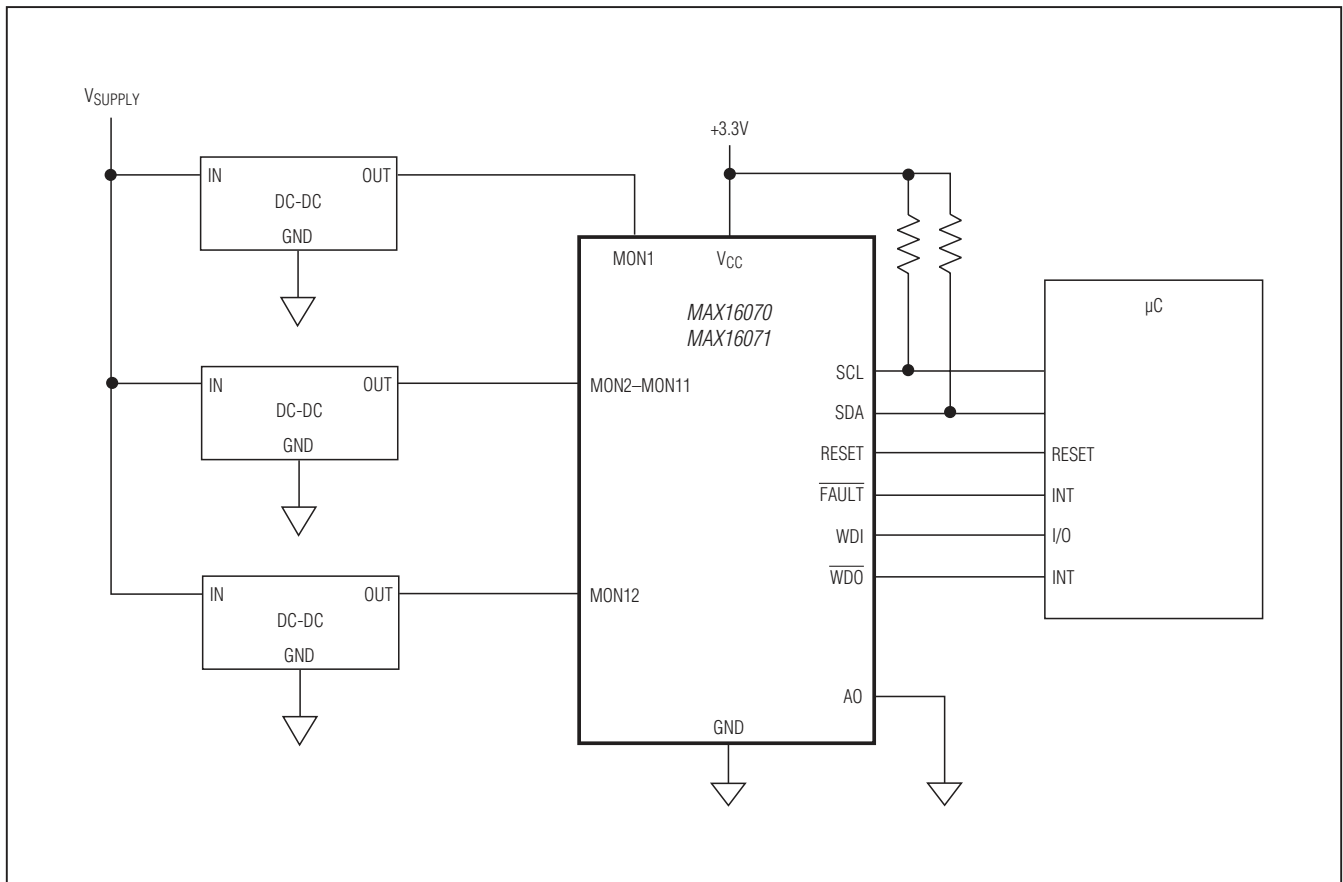 VSUPPLY
+3.3V
IN OUT
DC-DC
GND
MON1 VCC
MAX16070
MAX16071
µC
IN OUT
DC-DC
GND
MON2–MON11
SCL
SDA
RESET RESET
FAULT INT
WDI I/O
WDO INT
IN OUT
DC-DC
GND
MON12
AO
GND